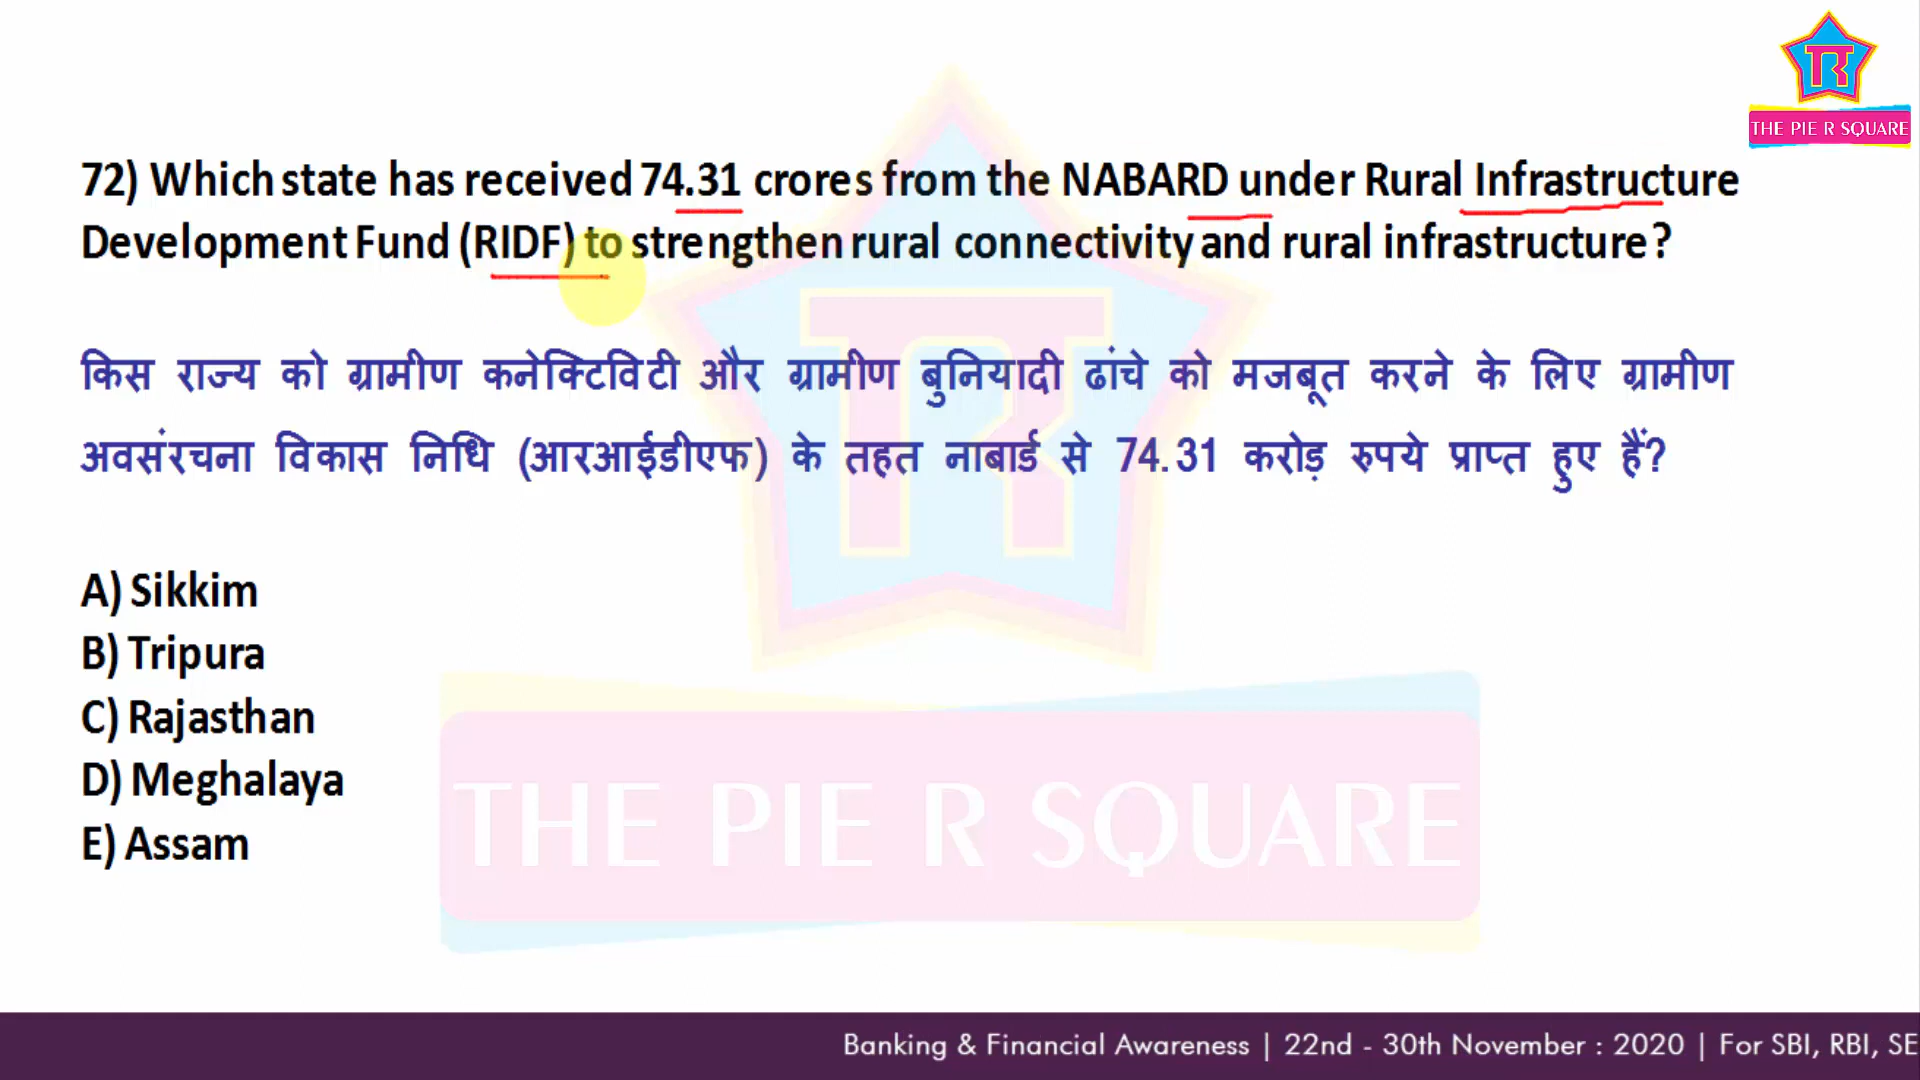 THE PIE R SQUARE
72) Which state has received 74.31 crores from the NABARD under Rural Infrastructure
Development Fund (RIDF) to strengthen rural connectivity and rural infrastructure?
किस राज्य को ग्रामीण कनेक्टिविटी और ग्रामीण बुनियादी ढांचे को मजबूत करने के लिए ग्रामीण
अवसंरचना विकास निधि (आरआईडीएफ) के तहत नाबार्ड से 74.31 करोड़ रुपये प्राप्त हुए हैं?
A) Sikkim
B) Tripura
C) Rajasthan
D) Meghalaya
E) Assam
THE PIE R SQUARE
Banking & Financial Awareness | 22nd - 30th November : 2020 | For SBI, RBI, SE